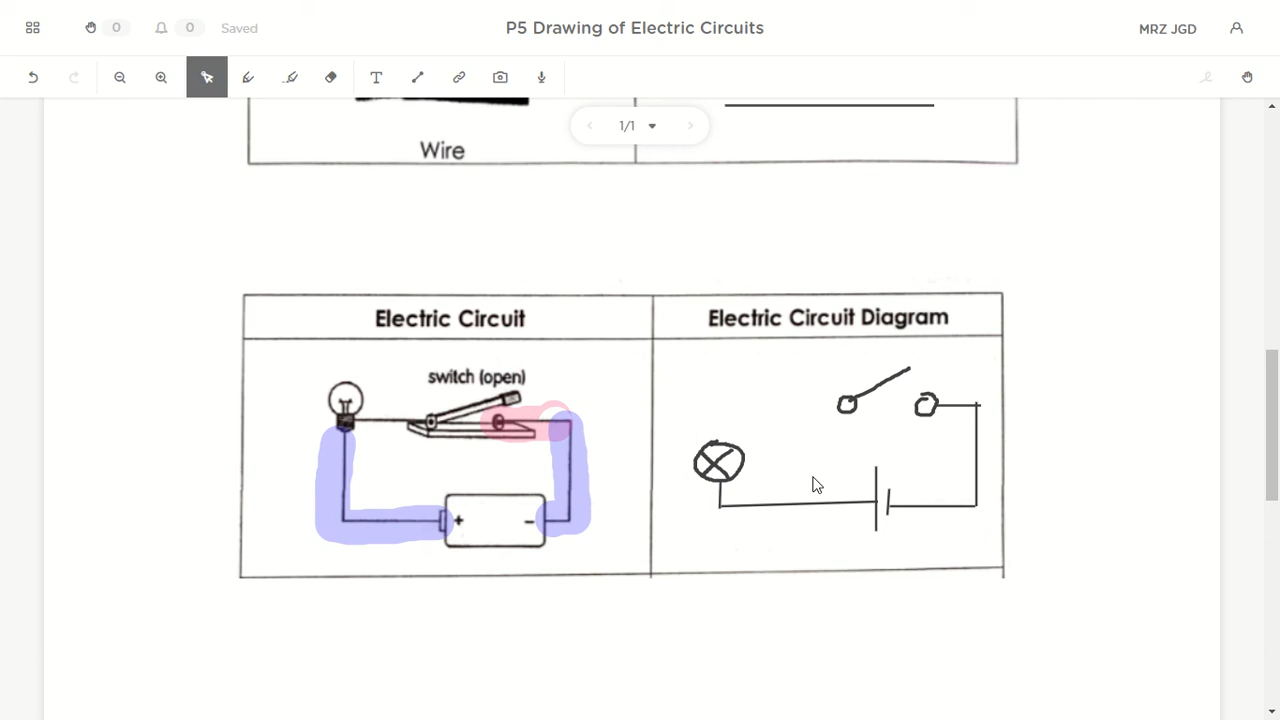 0
0
Saved
P5 Drawing of Electric Circuits
MRZ JGD
T
1/1
Wire
Electric Circuit
Electric Circuit Diagram
switch (open)
+
−